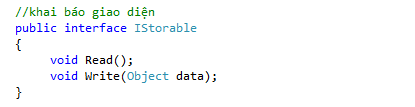 //khai báo giao diện
public interface IStorable
{
void Read();
void Write(Object data);
}